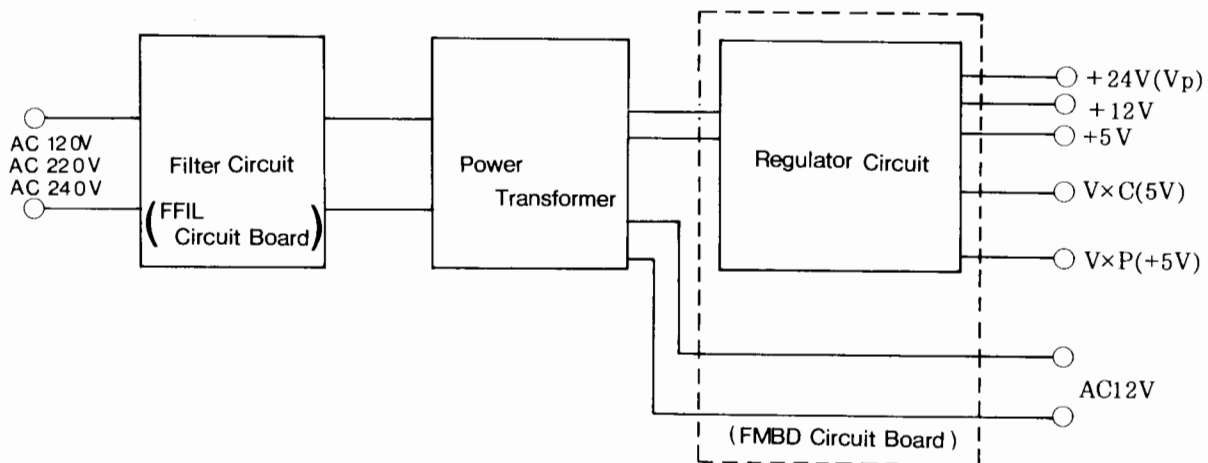 AC 120V
AC 220V
AC 240V
Filter Circuit
(FFIL
Circuit Board)
Power
Transformer
Regulator Circuit
+24V(Vp)
+12V
+5V
V×C(5V)
V×P(+5V)
AC12V
(FMBD Circuit Board)